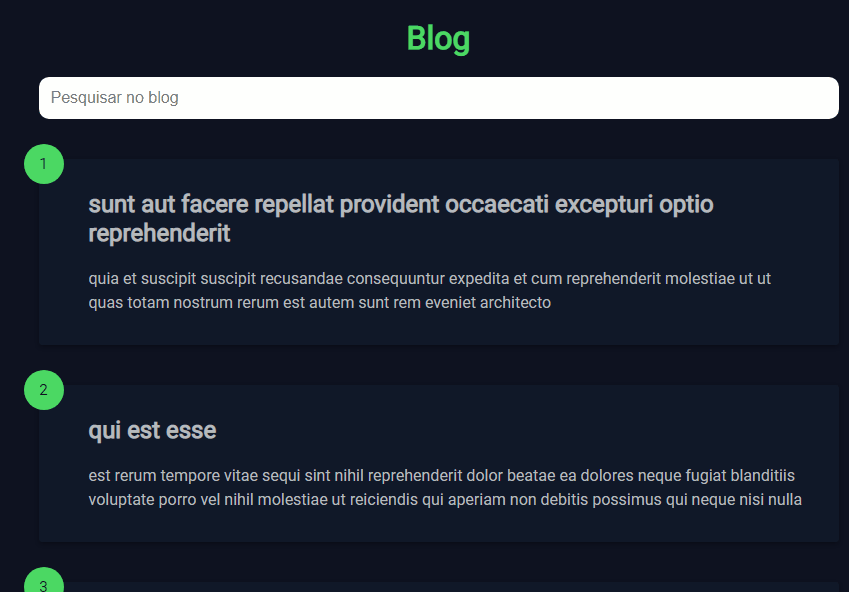 Blog
Pesquisar no blog
1
sunt aut facere repellat provident occaecati excepturi optio
reprehenderit
quia et suscipit suscipit recusandae consequuntur expedita et cum reprehenderit molestiae ut ut
quas totam nostrum rerum est autem sunt rem eveniet architecto
2
qui est esse
est rerum tempore vitae sequi sint nihil reprehenderit dolor beatae ea dolores neque fugiat blanditiis
voluptate porro vel nihil molestiae ut reiciendis qui aperiam non debitis possimus qui neque nisi nulla
3